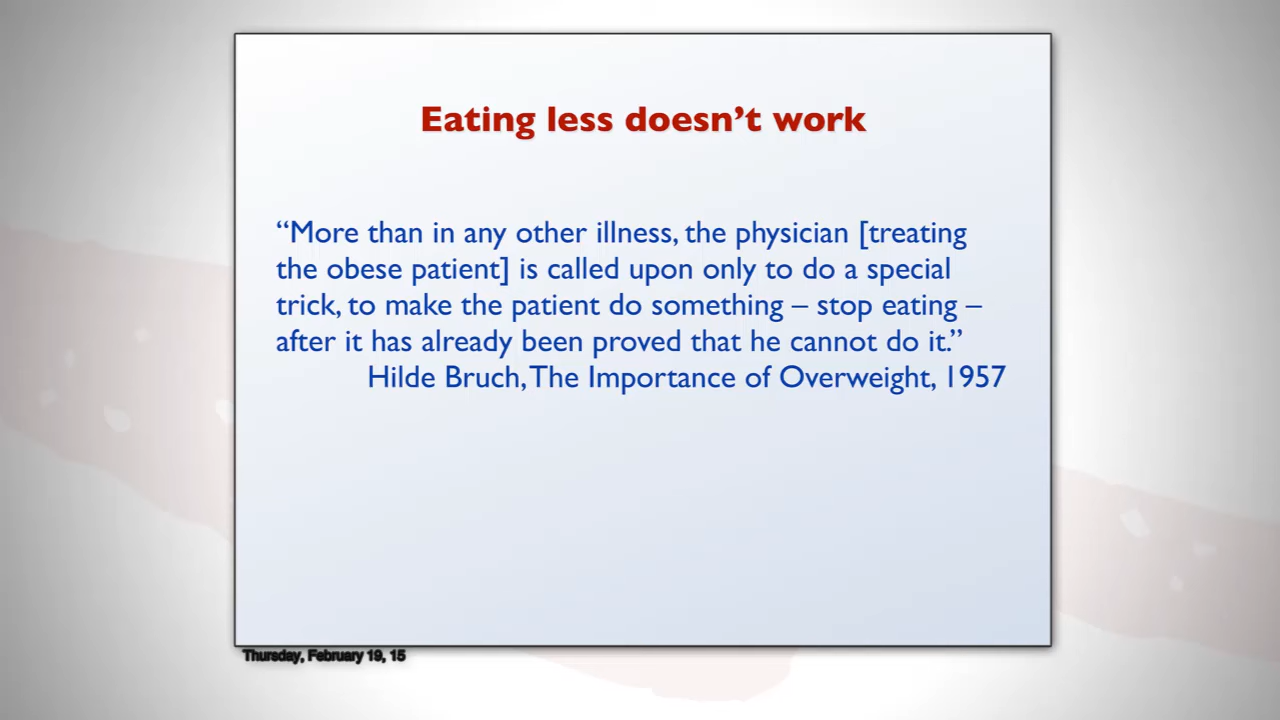 Eating less doesn’t work
“More than in any other illness, the physician [treating
the obese patient] is called upon only to do a special
trick, to make the patient do something – stop eating –
after it has already been proved that he cannot do it.”
Hilde Bruch, The Importance of Overweight, 1957
Thursday, February 19, 15